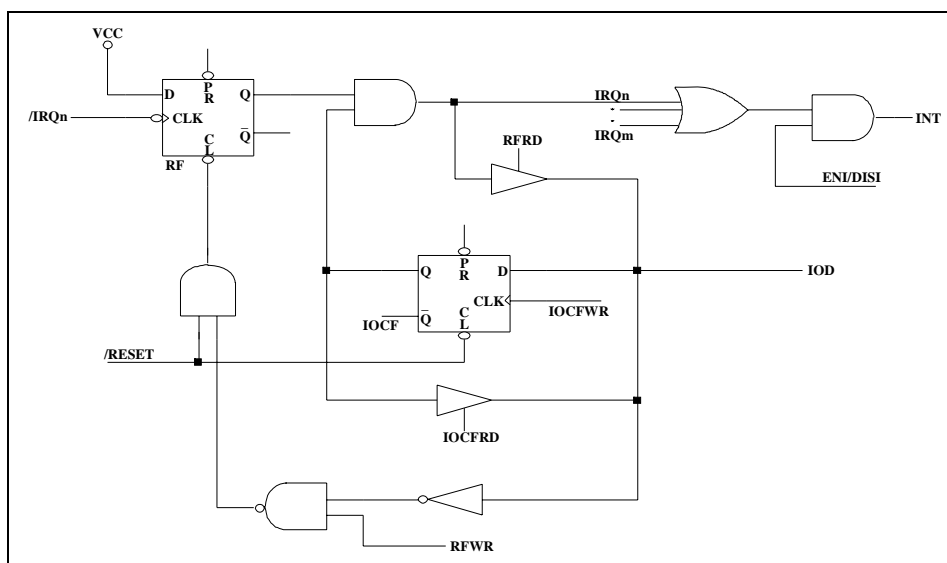 VCC
D
P
R
Q
/IRQn
CLK
C
L
Q
RF
IRQn
:
IRQm
INT
RFRD
ENI/DISI
Q
P
R
D
IOD
CLK
IOCFWR
IOCF
Q
C
L
/RESET
IOCFRD
RFWR